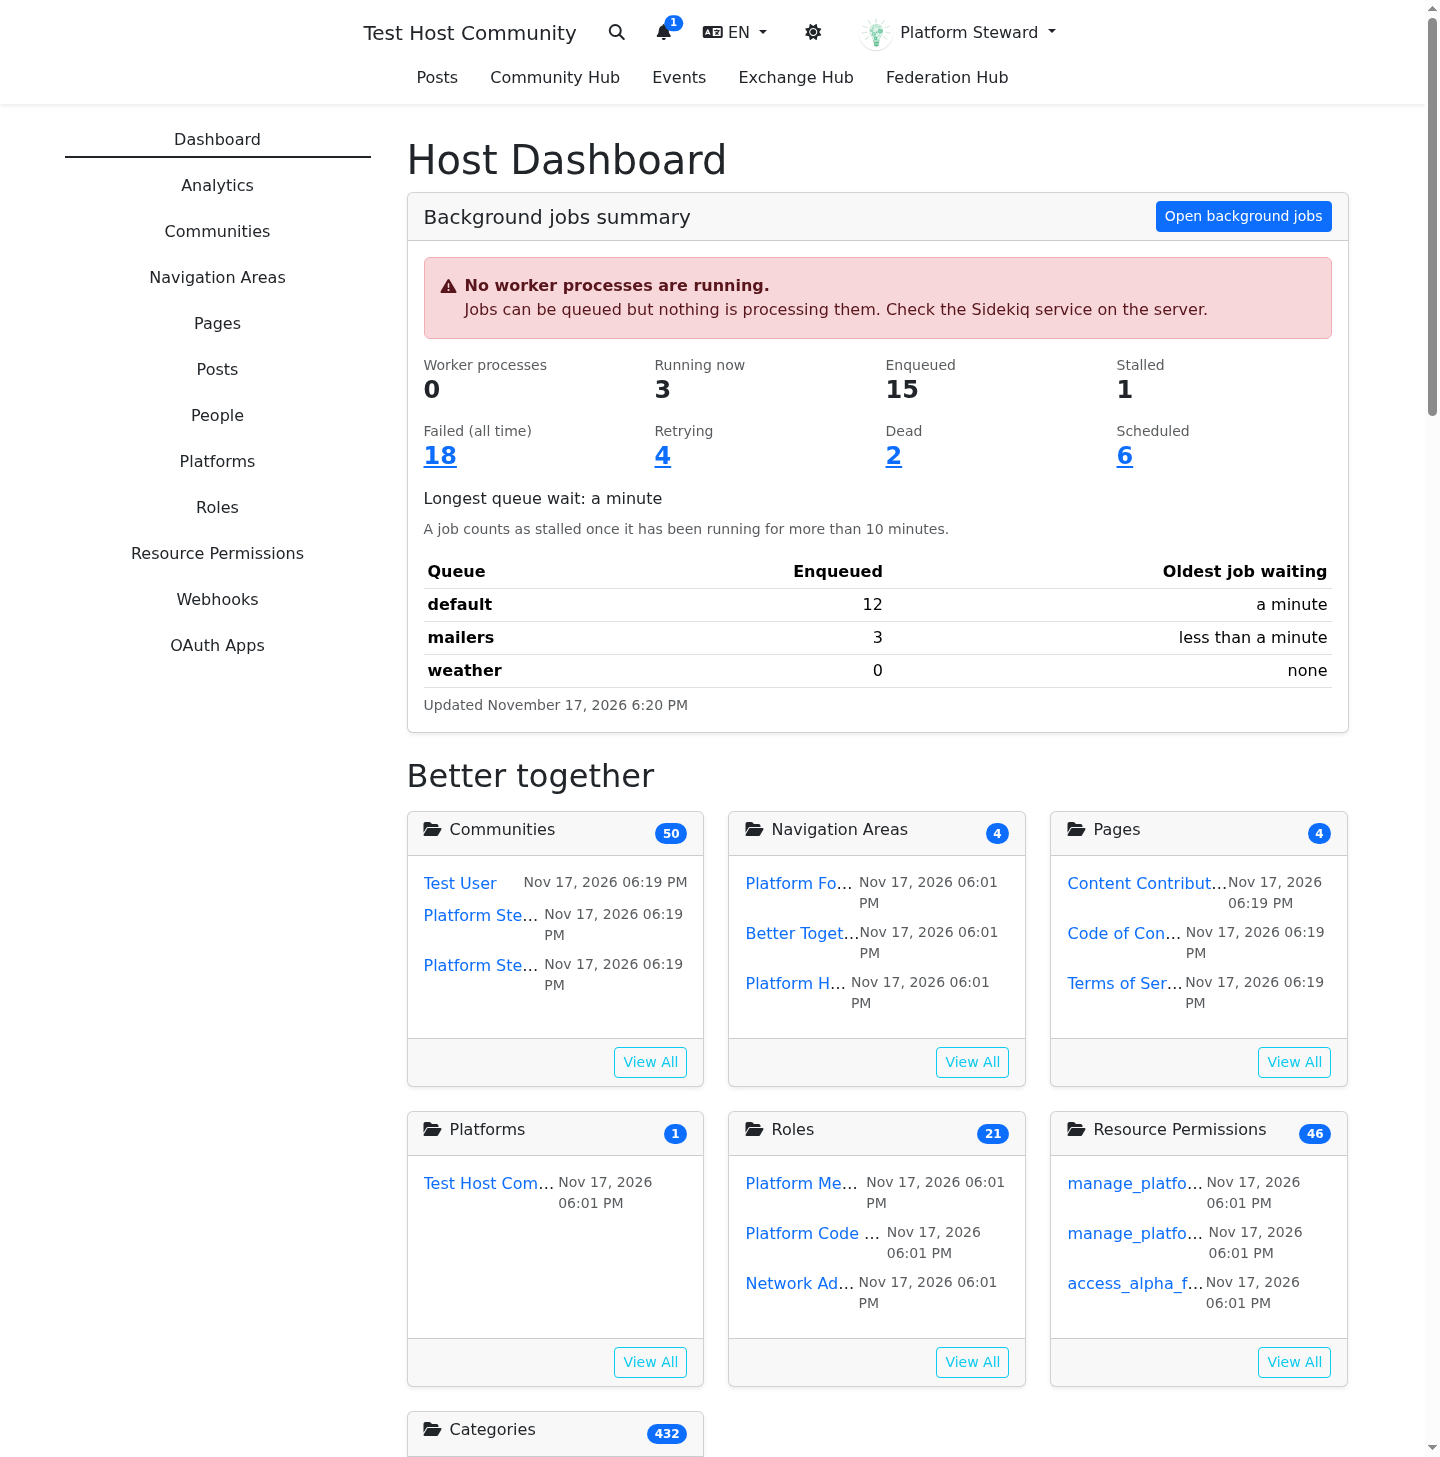 Test Host Community
1
EN
Platform Steward
Posts Community Hub Events Exchange Hub Federation Hub
Dashboard
Analytics
Communities
Navigation Areas
Pages
Posts
People
Platforms
Roles
Resource Permissions
Webhooks
OAuth Apps
Host Dashboard
Background jobs summary
Open background jobs
No worker processes are running.
Jobs can be queued but nothing is processing them. Check the Sidekiq service on the server.
Worker processes Running now Enqueued Stalled
0 3 15 1
Failed (all time) Retrying Dead Scheduled
18 4 2 6
Longest queue wait: a minute
A job counts as stalled once it has been running for more than 10 minutes.
Queue Enqueued Oldest job waiting
default 12 a minute
mailers 3 less than a minute
weather 0 none
Updated November 17, 2026 6:20 PM
Better together
Communities 50
Test User Nov 17, 2026 06:19 PM
Platform Ste... Nov 17, 2026 06:19
PM
Platform Ste... Nov 17, 2026 06:19
PM
View All
Navigation Areas 4
Platform Fo... Nov 17, 2026 06:01
PM
Better Toget... Nov 17, 2026 06:01
PM
Platform H... Nov 17, 2026 06:01
PM
View All
Pages 4
Content Contribut... Nov 17, 2026
06:19 PM
Code of Con... Nov 17, 2026 06:19
PM
Terms of Ser... Nov 17, 2026 06:19
PM
View All
Platforms 1
Test Host Com... Nov 17, 2026
06:01 PM
View All
Roles 21
Platform Me... Nov 17, 2026 06:01
PM
Platform Code ... Nov 17, 2026
06:01 PM
Network Ad... Nov 17, 2026 06:01
PM
View All
Resource Permissions 46
manage_platfo... Nov 17, 2026
06:01 PM
manage_platfo... Nov 17, 2026
06:01 PM
access_alpha_f... Nov 17, 2026
06:01 PM
View All
Categories 432